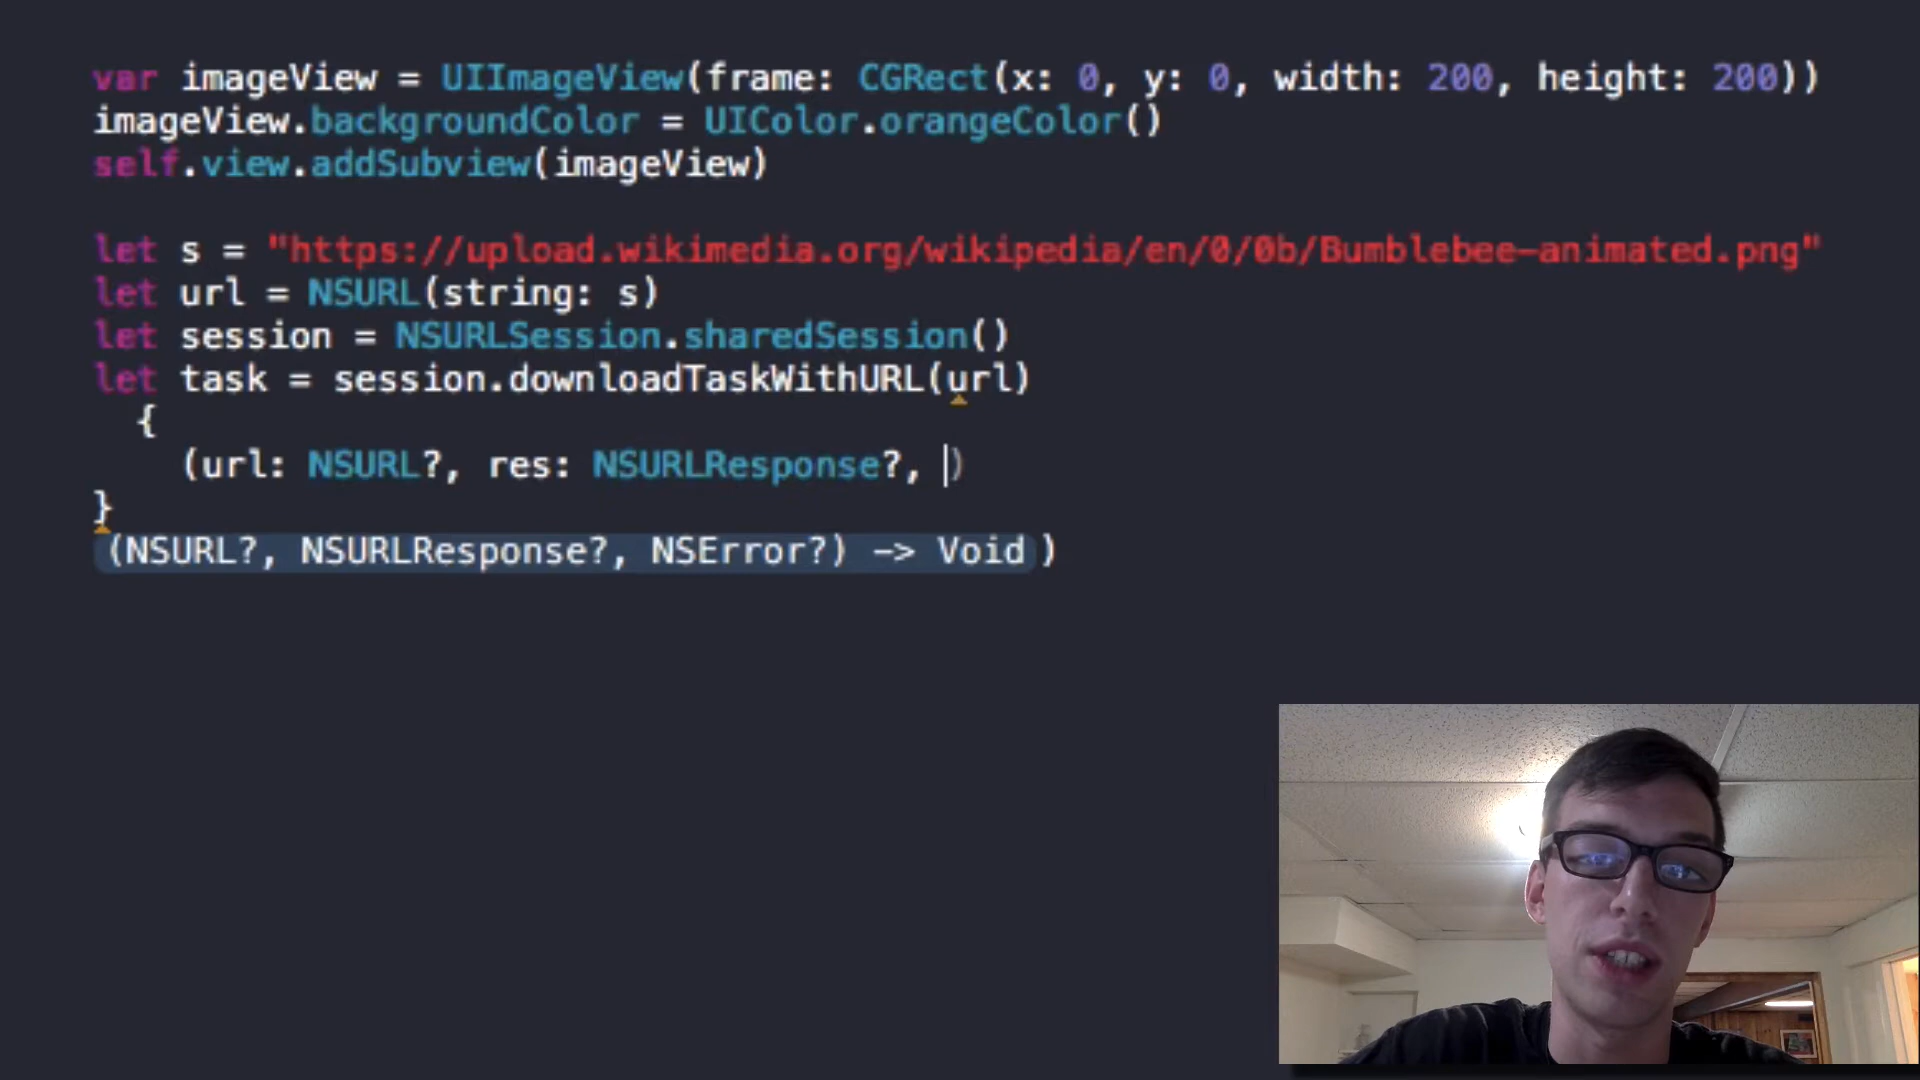 var imageView = UIImageView(frame: CGRect(x: 0, y: 0, width: 200, height: 200))
imageView.backgroundColor = UIColor.orangeColor()
self.view.addSubview(imageView)
let s = "https://upload.wikimedia.org/wikipedia/en/0/0b/Bumblebee-animated.png"
let url = NSURL(string: s)
let session = NSURLSession.sharedSession()
let task = session.downloadTaskWithURL(url)
{
(url: NSURL?, res: NSURLResponse?, )
}
(NSURL?, NSURLResponse?, NSError?) -> Void )